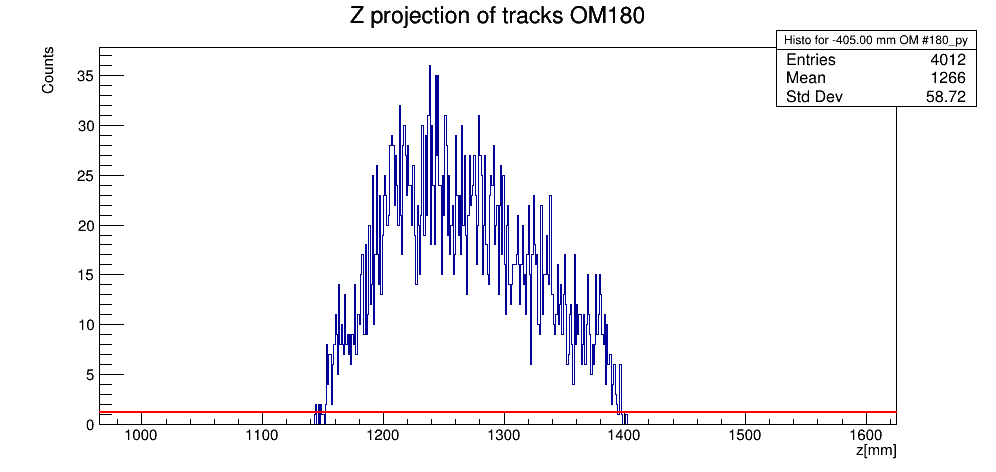 Z projection of tracks OM180
Histo for -405.00 mm OM #180_py
Entries 4012
Mean 1266
Std Dev 58.72
Counts
35
30
25
20
15
10
5
0
1000 1100 1200 1300 1400 1500 1600
z[mm]